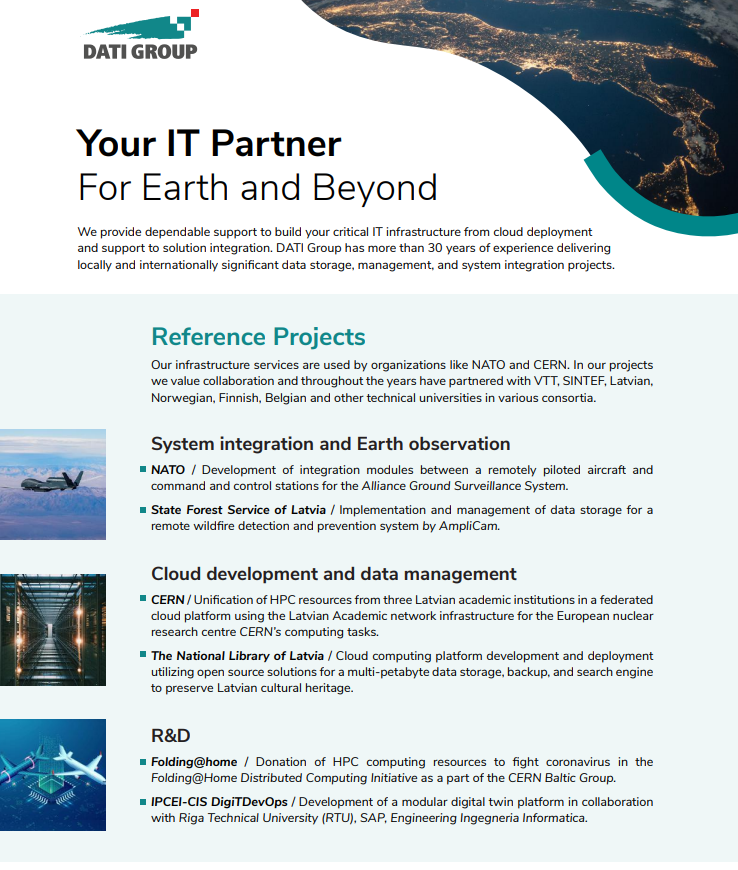 DATI GROUP
Your IT Partner
For Earth and Beyond
We provide dependable support to build your critical IT infrastructure from cloud deployment
and support to solution integration. DATI Group has more than 30 years of experience delivering
locally and internationally significant data storage, management, and system integration projects.
Reference Projects
Our infrastructure services are used by organizations like NATO and CERN. In our projects
we value collaboration and throughout the years have partnered with VTT, SINTEF, Latvian,
Norwegian, Finnish, Belgian and other technical universities in various consortia.
System integration and Earth observation
NATO / Development of integration modules between a remotely piloted aircraft and
command and control stations for the Alliance Ground Surveillance System.
State Forest Service of Latvia / Implementation and management of data storage for a
remote wildfire detection and prevention system by AmpliCam.
Cloud development and data management
CERN / Unification of HPC resources from three Latvian academic institutions in a federated
cloud platform using the Latvian Academic network infrastructure for the European nuclear
research centre CERN's computing tasks.
The National Library of Latvia / Cloud computing platform development and deployment
utilizing open source solutions for a multi-petabyte data storage, backup, and search engine
to preserve Latvian cultural heritage.
R&D
Folding@home / Donation of HPC computing resources to fight coronavirus in the
Folding@Home Distributed Computing Initiative as a part of the CERN Baltic Group.
IPCEI-CIS DigiTDevOps / Development of a modular digital twin platform in collaboration
with Riga Technical University (RTU), SAP, Engineering Ingegneria Informatica.